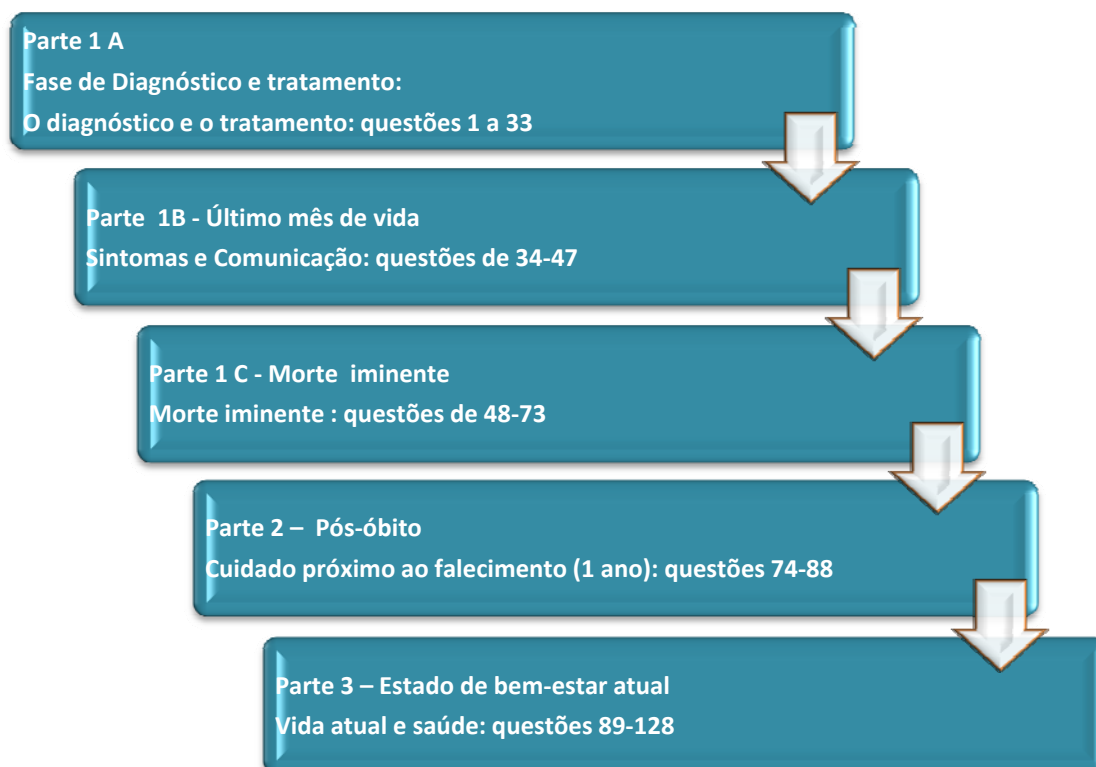 Parte 1 A
Fase de Diagnóstico e tratamento:
O diagnóstico e o tratamento: questões 1 a 33
Parte 1B - Último mês de vida
Sintomas e Comunicação: questões de 34-47
Parte 1 C - Morte iminente
Morte iminente : questões de 48-73
Parte 2 – Pós-óbito
Cuidado próximo ao falecimento (1 ano): questões 74-88
Parte 3 – Estado de bem-estar atual
Vida atual e saúde: questões 89-128